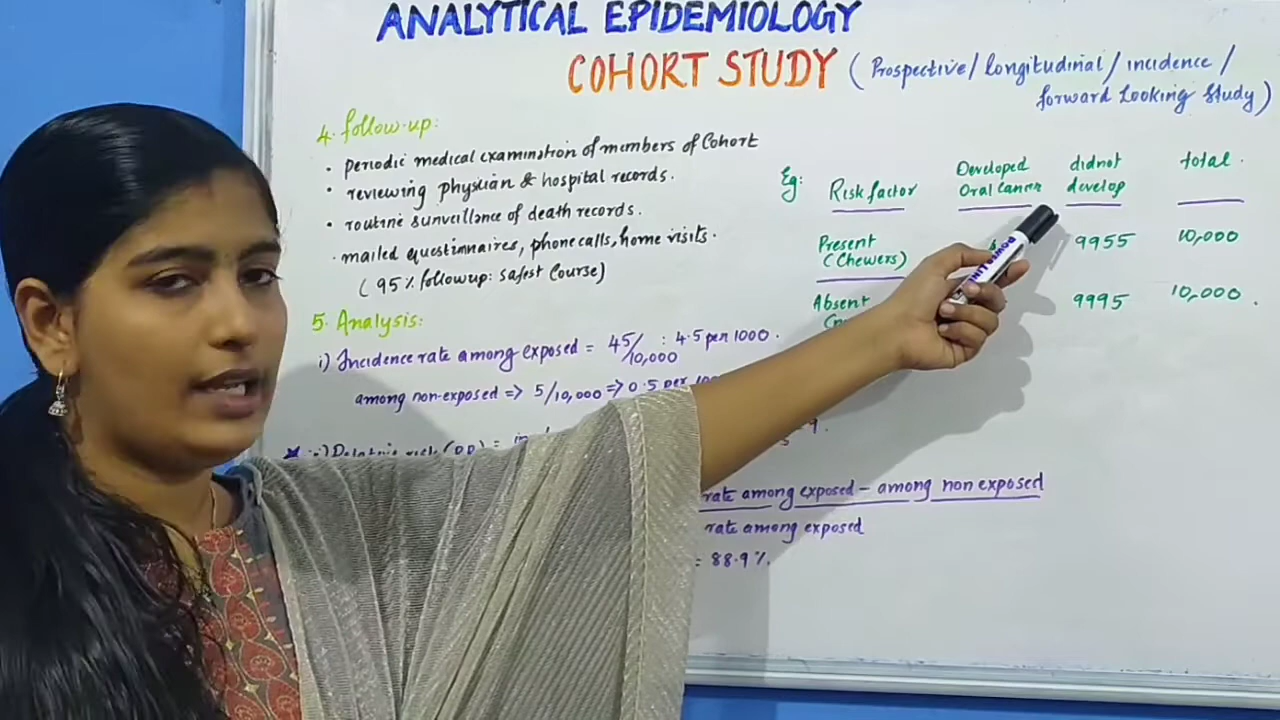 ANALYTICAL EPIDEMIOLOGY
COHORT STUDY (Prospective/longitudinal/incidence/
forward Looking Study)
4. follow-up:
• periodic medical examination of members of Cohort
• reviewing physician & hospital records.
• routine surveillance of death records.
• mailed questionnaires, phone calls, home visits.
(95% followup: safest Course)
5. Analysis:
i) Incidence rate among exposed = 45/10,000 : 4.5 per 1000.
among non-exposed => 5/10,000 => 0.5 per
9.
rate among exposed - among non exposed
rate among exposed
= 88.9%.
Eg: Risk factor Developed Oral Cancer didnot develop total.
Present (Chewers) 9955 10,000
Absent 9995 10,000.